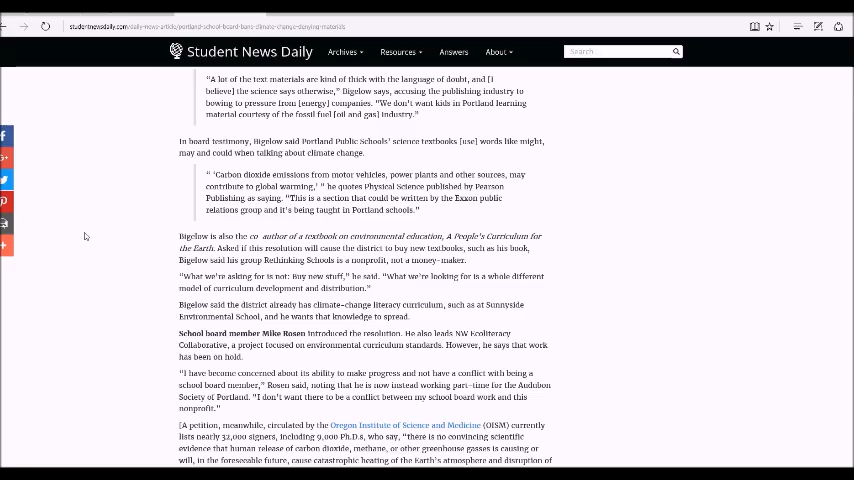 studentnewsdaily.com/daily-news-article/portland-school-board-bans-climate-change-denying-materials
Student News Daily
Archives
Resources
Answers
About
Search
“A lot of the text materials are kind of thick with the language of doubt, and [i
believe] the science says otherwise,” Bigelow says, accusing the publishing industry to
bowing to pressure from [energy] companies. “We don't want kids in Portland learning
material courtesy of the fossil fuel [oil and gas] industry.”
In board testimony, Bigelow said Portland Public Schools' science textbooks [use] words like might,
may and could when talking about climate change.
“ ‘Carbon dioxide emissions from motor vehicles, power plants and other sources, may
contribute to global warming,’ ” he quotes Physical Science published by Pearson
Publishing as saying. “This is a section that could be written by the Exxon public
relations group and it's being taught in Portland schools.”
Bigelow is also the co author of a textbook on environmental education, A People's Curriculum for
the Earth. Asked if this resolution will cause the district to buy new textbooks, such as his book,
Bigelow said his group Rethinking Schools is a nonprofit, not a money-maker.
“What we're asking for is not: Buy new stuff,” he said. “What we're looking for is a whole different
model of curriculum development and distribution.”
Bigelow said the district already has climate-change literacy curriculum, such as at Sunnyside
Environmental School, and he wants that knowledge to spread.
School board member Mike Rosen introduced the resolution. He also leads NW Ecoliteracy
Collaborative, a project focused on environmental curriculum standards. However, he says that work
has been on hold.
“I have become concerned about its ability to make progress and not have a conflict with being a
school board member,” Rosen said, noting that he is now instead working part-time for the Audubon
Society of Portland. “I don't want there to be a conflict between my school board work and this
nonprofit.”
[A petition, meanwhile, circulated by the Oregon Institute of Science and Medicine (OISM) currently
lists nearly 32,000 signers, including 9,000 Ph.D.s, who say, “there is no convincing scientific
evidence that human release of carbon dioxide, methane, or other greenhouse gasses is causing or
will, in the foreseeable future, cause catastrophic heating of the Earth's atmosphere and disruption of